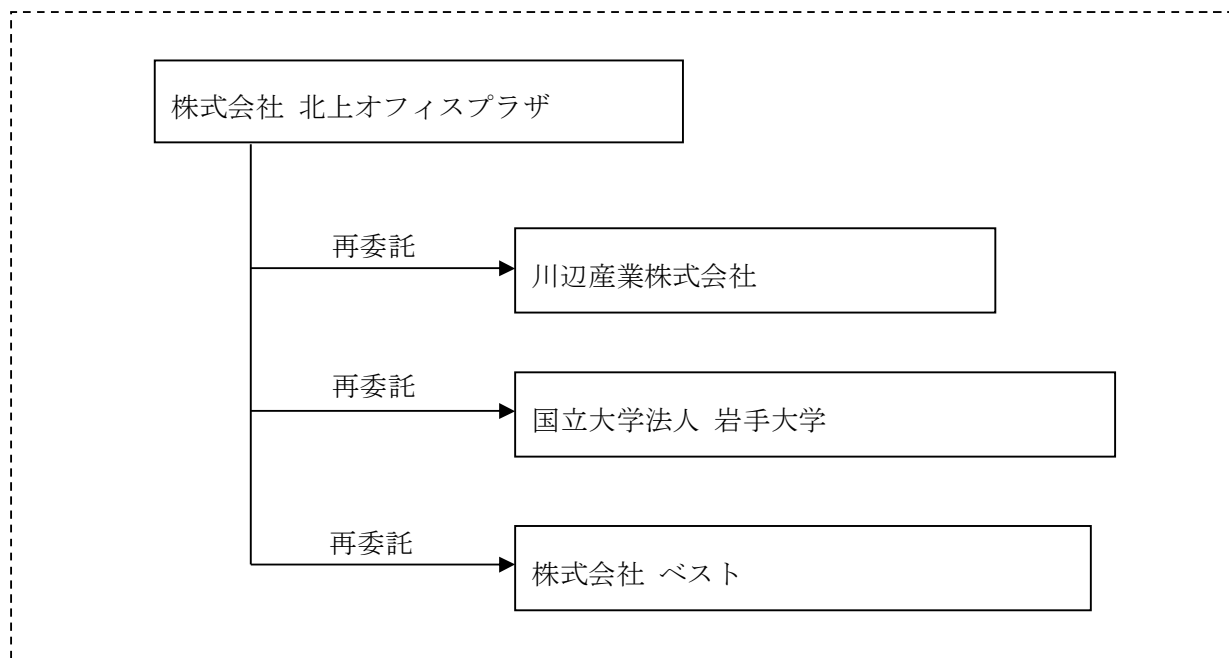 株式会社 北上オフィスプラザ
再委託
川辺産業株式会社
再委託
国立大学法人 岩手大学
再委託
株式会社 ベスト